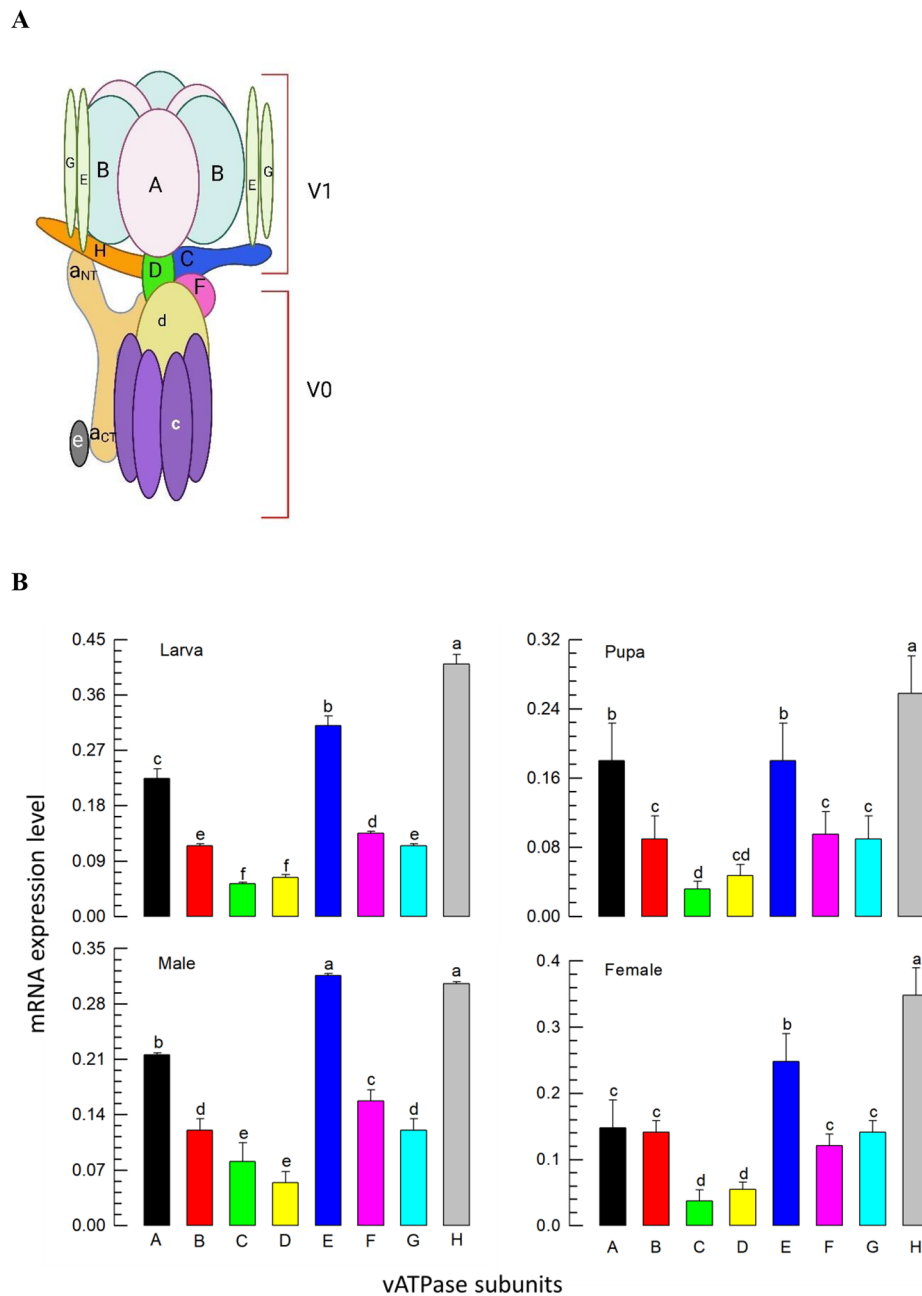 A
G
E
B
A
B
E
G
V1
H
C
aNT
D
F
d
V0
c
e
aCT
B
mRNA expression level
0.45
0.36
0.27
0.18
0.09
0.00
Larva
c
e
f
f
b
d
e
a
0.32
0.24
0.16
0.08
0.00
Pupa
b
c
d
cd
b
c
c
a
0.35
0.28
0.21
0.14
0.07
0.00
Male
b
d
e
e
a
c
d
a
A B C D E F G H
0.4
0.3
0.2
0.1
0.0
Female
c
c
d
d
b
c
c
a
A B C D E F G H
vATPase subunits